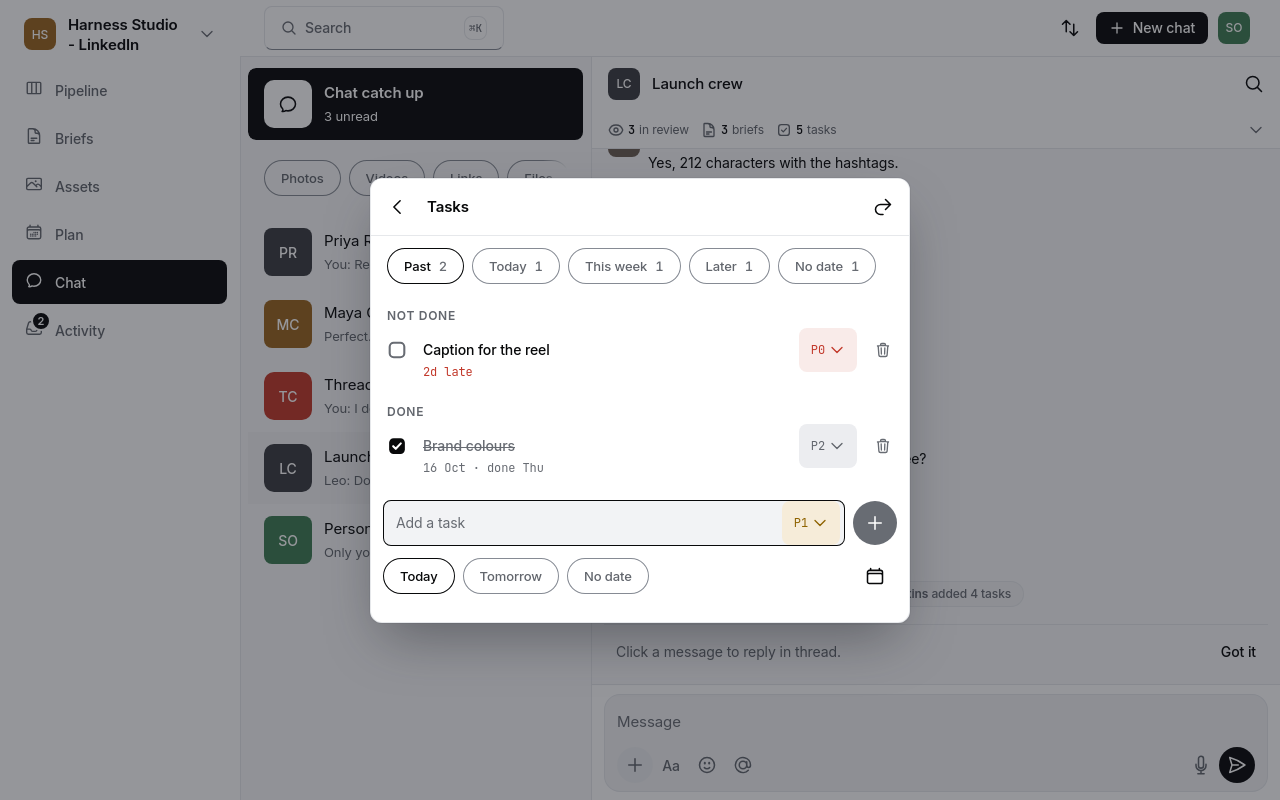 HS
Harness Studio
- LinkedIn
Search
⌘K
New chat
SO
Pipeline
Briefs
Assets
Plan
Chat
2
Activity
Chat catch up
3 unread
Photos
Videos
Links
Files
PR
Priya R
You: Re
MC
Maya
Perfect.
TC
Thread
You: I d
LC
Launch
Leo: Do
SO
Person
Only yo
LC
Launch crew
3 in review
3 briefs
5 tasks
Yes, 212 characters with the hashtags.
added 4 tasks
Click a message to reply in thread.
Got it
Message
Aa
Tasks
Past 2
Today 1
This week 1
Later 1
No date 1
NOT DONE
Caption for the reel
P0
2d late
DONE
Brand colours
P2
16 Oct · done Thu
Add a task
P1
Today
Tomorrow
No date